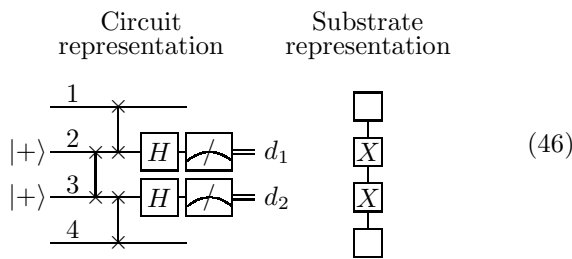 Circuit representation
Substrate representation
1
|+⟩ 2 H d₁ X
(46)
|+⟩ 3 H d₂ X
4